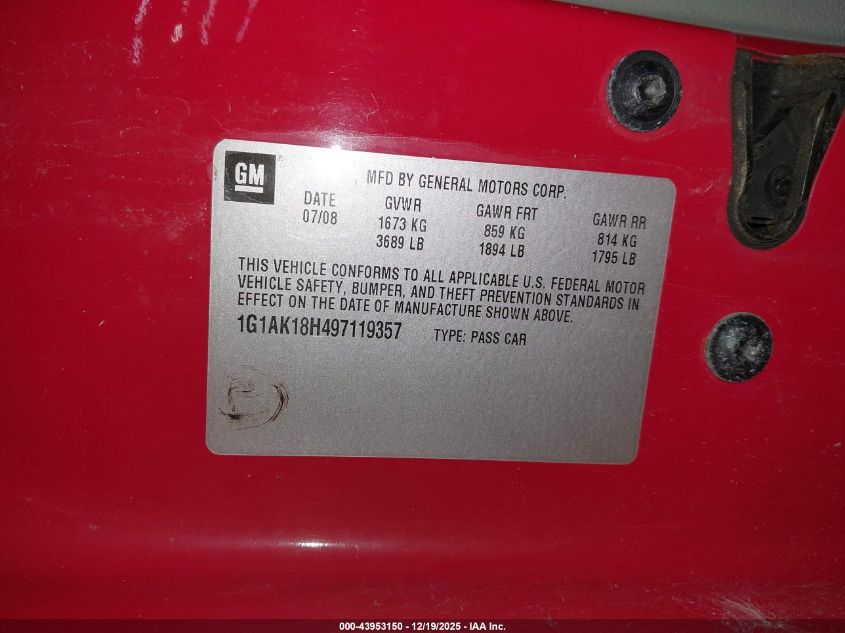 GM®
MFD BY GENERAL MOTORS CORP.
DATE GVWR GAWR FRT GAWR RR
07/08 1673 KG 859 KG 814 KG
3689 LB 1894 LB 1795 LB
THIS VEHICLE CONFORMS TO ALL APPLICABLE U.S. FEDERAL MOTOR
VEHICLE SAFETY, BUMPER, AND THEFT PREVENTION STANDARDS IN
EFFECT ON THE DATE OF MANUFACTURE SHOWN ABOVE.
1G1AK18H497119357 TYPE: PASS CAR
000-43953150 - 12/19/2025 - IAA Inc.